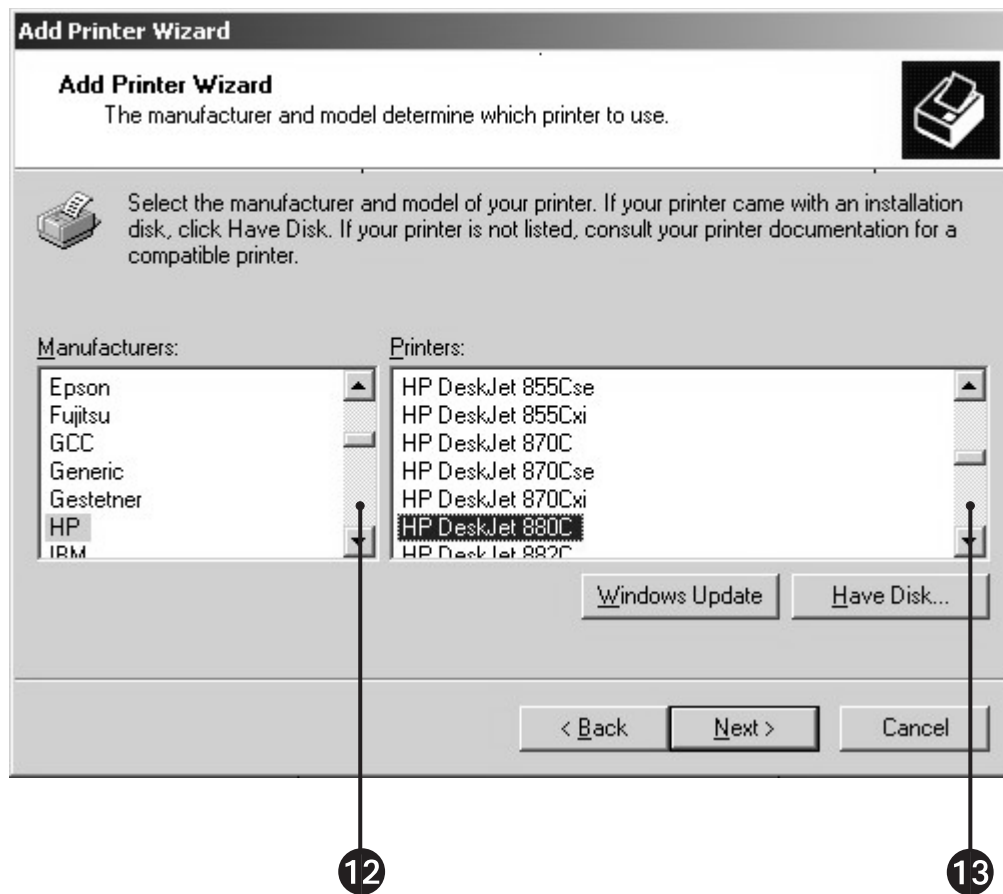 Add Printer Wizard
Add Printer Wizard
The manufacturer and model determine which printer to use.
Select the manufacturer and model of your printer. If your printer came with an installation
disk, click Have Disk. If your printer is not listed, consult your printer documentation for a
compatible printer.
Manufacturers:
Epson
Fujitsu
GCC
Generic
Gestetner
HP
IBM
Printers:
HP DeskJet 855Cse
HP DeskJet 855Cxi
HP DeskJet 870C
HP DeskJet 870Cse
HP DeskJet 870Cxi
HP DeskJet 880C
HP DeskJet 882C
Windows Update
Have Disk...
< Back
Next >
Cancel
12
13